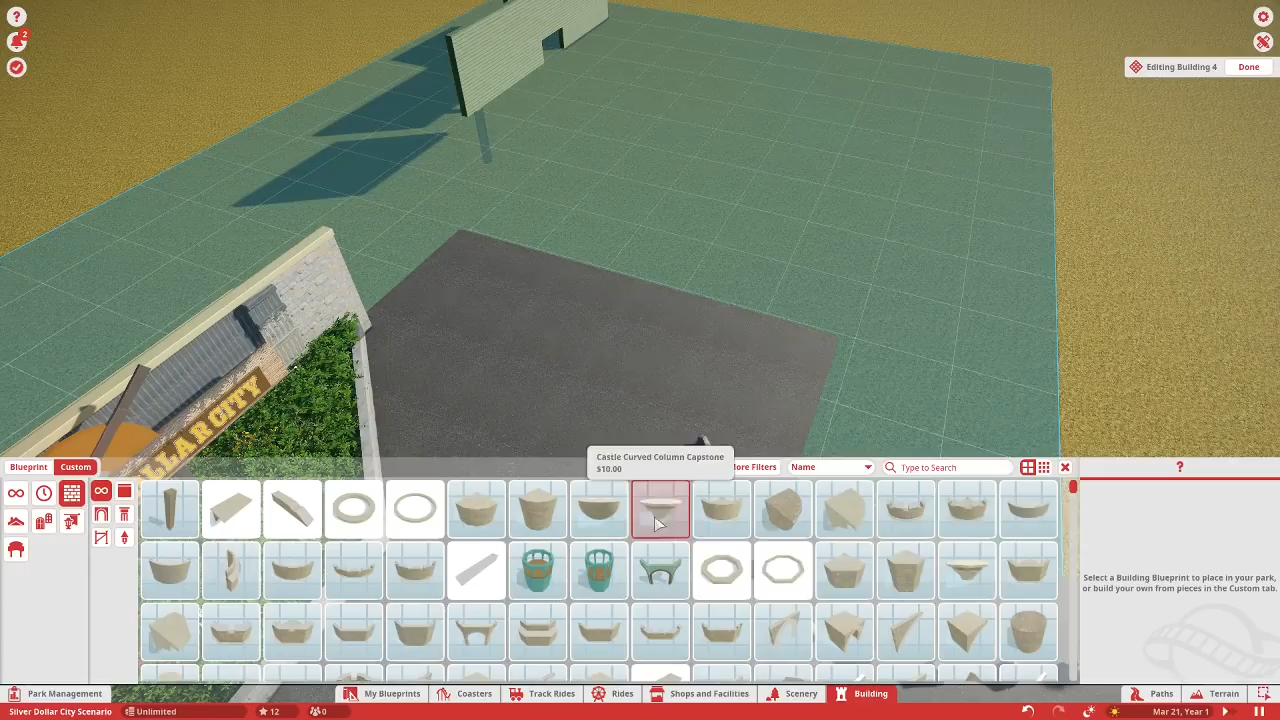 ?
2
Editing Building 4
Done
LLAR CITY
Castle Curved Column Capstone
$10.00
Blueprint
Custom
ore Filters
Name
Type to Search
?
Select a Building Blueprint to place in your park,
or build your own from pieces in the Custom tab.
Park Management
My Blueprints
Coasters
Track Rides
Rides
Shops and Facilities
Scenery
Building
Paths
Terrain
Silver Dollar City Scenario
Unlimited
12
0
Mar 21, Year 1